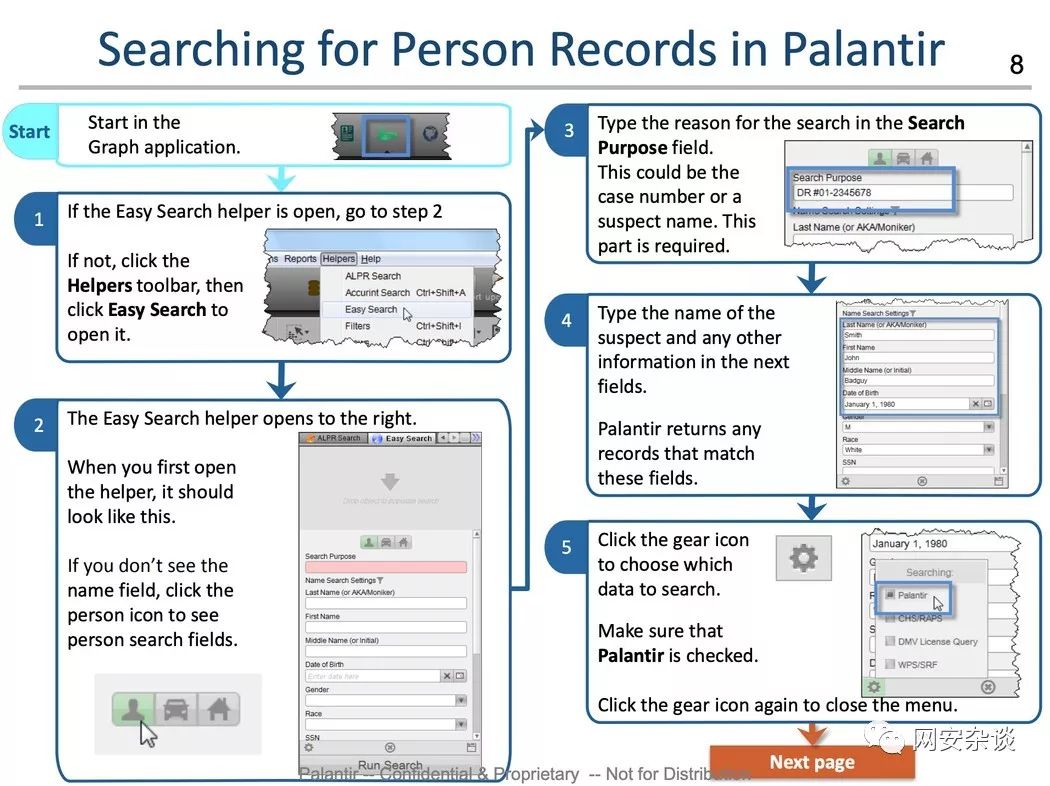 Searching for Person Records in Palantir
8
Start
Start in the
Graph application.
1
If the Easy Search helper is open, go to step 2
If not, click the
Helpers toolbar, then
click Easy Search to
open it.
Reports Helpers Help
ALPR Search
Accurint Search Ctrl+Shift+A
Easy Search
Filters Ctrl+Shift+I
2
The Easy Search helper opens to the right.
When you first open
the helper, it should
look like this.
If you don't see the
name field, click the
person icon to see
person search fields.
ALPR Search Easy Search
Drop object to populate search
Search Purpose
Name Search Settings
Last Name (or AKA/Moniker)
First Name
Middle Name (or Initial)
Date of Birth
Enter date here
Gender
Race
SSN
Run Search
3
Type the reason for the search in the Search
Purpose field.
This could be the
case number or a
suspect name. This
part is required.
Search Purpose
DR #01-2345678
Name Search Settings
Last Name (or AKA/Moniker)
4
Type the name of the
suspect and any other
information in the next
fields.
Palantir returns any
records that match
these fields.
Name Search Settings
Last Name (or AKA/Moniker)
Smith
First Name
John
Middle Name (or Initial)
Badguy
Date of Birth
January 1, 1980
Gender
M
Race
White
SSN
5
Click the gear icon
to choose which
data to search.
Make sure that
Palantir is checked.
Click the gear icon again to close the menu.
January 1, 1980
Searching:
Palantir
CHS/RAPS
DMV License Query
WPS/SRF
网安杂谈
Next page
Palantir -- Confidential & Proprietary -- Not for Distribution